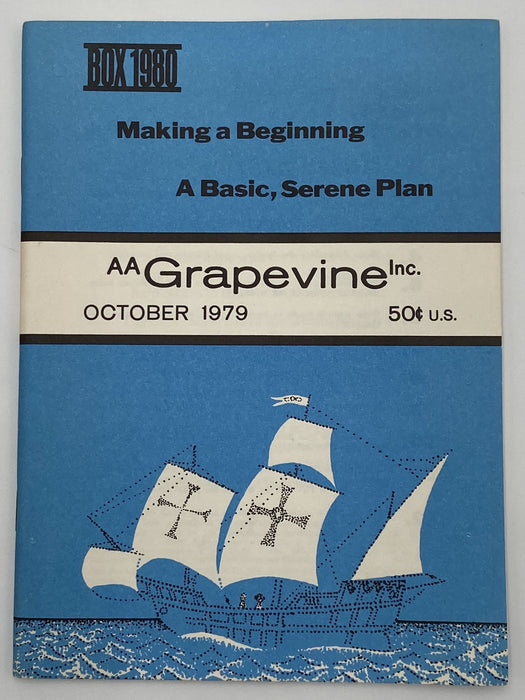 BOX 1980
Making a Beginning
A Basic, Serene Plan
AA Grapevine Inc.
OCTOBER 1979 50¢ U.S.